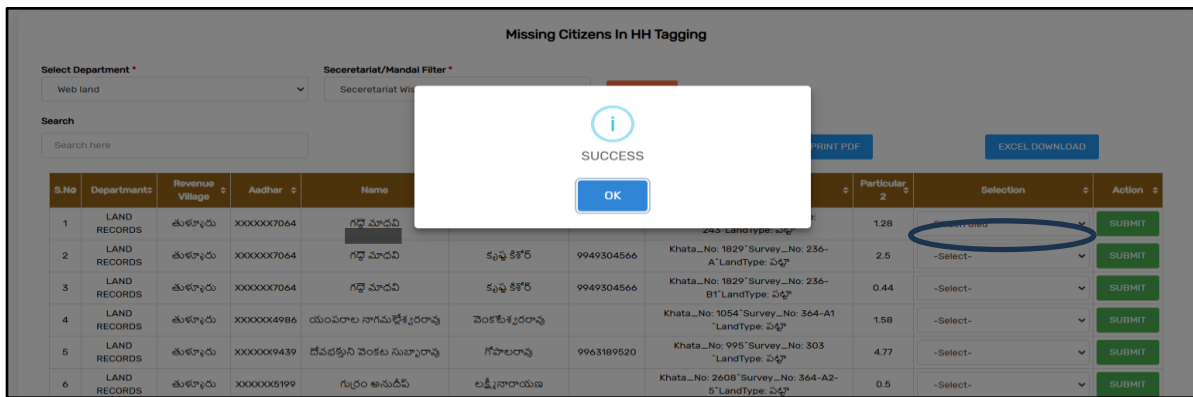 Missing Citizens In HH Tagging
Select Department *
Seceretariat/Mandal Filter *
Web land
Seceretariat Wis
Search
Search here
PRINT PDF
EXCEL DOWNLOAD
i
SUCCESS
OK
S.No Department Revenue Village Aadhar Name Particular 2 Selection Action
1 LAND RECORDS తుళ్ళూరు XXXXXX7064 మాధవి 243 LandType: పట్టా 1.28 SUBMIT
2 LAND RECORDS తుళ్ళూరు XXXXXX7064 మాధవి కృష్ణ కిశోర్ 9949304566 Khata_No: 1829^Survey_No: 236-A^LandType: పట్టా 2.5 -Select- SUBMIT
3 LAND RECORDS తుళ్ళూరు XXXXXX7064 మాధవి కృష్ణ కిశోర్ 9949304566 Khata_No: 1829^Survey_No: 236-B1^LandType: పట్టా 0.44 -Select- SUBMIT
4 LAND RECORDS తుళ్ళూరు XXXXXX4986 యంపరాల నాగమల్లేశ్వరరావు వెంకటేశ్వరరావు Khata_No: 1054^Survey_No: 364-A1^LandType: పట్టా 1.58 -Select- SUBMIT
5 LAND RECORDS తుళ్ళూరు XXXXXX9439 దేవభక్తుని వెంకట సుబ్బారావు గోపాలరావు 9963189520 Khata_No: 995^Survey_No: 303^LandType: పట్టా 4.77 -Select- SUBMIT
6 LAND RECORDS తుళ్ళూరు XXXXXX5199 గుర్రం అనుదీప్ లక్ష్మీనారాయణ Khata_No: 2608^Survey_No: 364-A2-5^LandType: పట్టా 0.5 -Select- SUBMIT